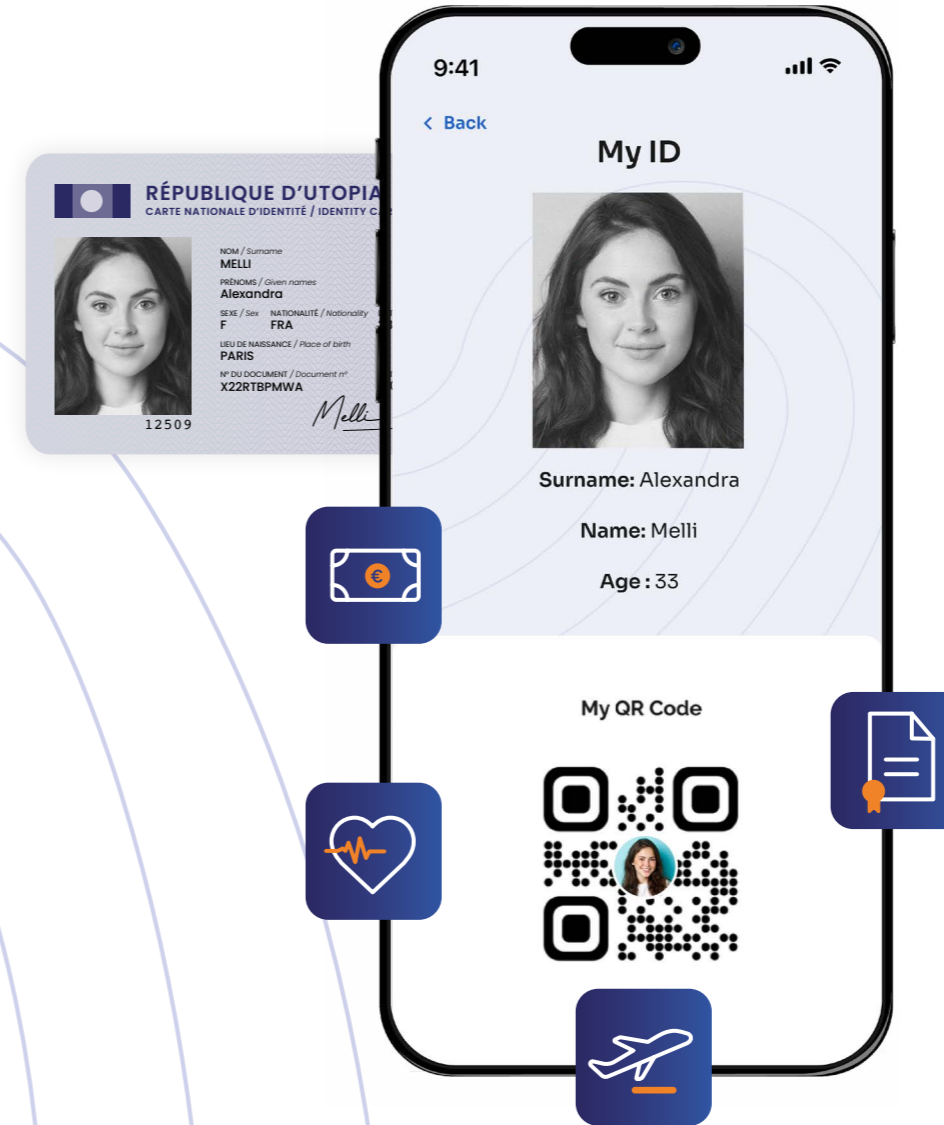 9:41
Back
My ID
RÉPUBLIQUE D'UTOPIA
CARTE NATIONALE D'IDENTITÉ / IDENTITY
NOM / Surname
MELLI
PRÉNOMS / Given names
Alexandra
SEXE / Sex NATIONALITÉ / Nationality
F FRA
LIEU DE NAISSANCE / Place of birth
PARIS
N° DU DOCUMENT / Document n°
X22RTBPMWA
12509
Melli
Surname: Alexandra
Name: Melli
Age : 33
€
My QR Code